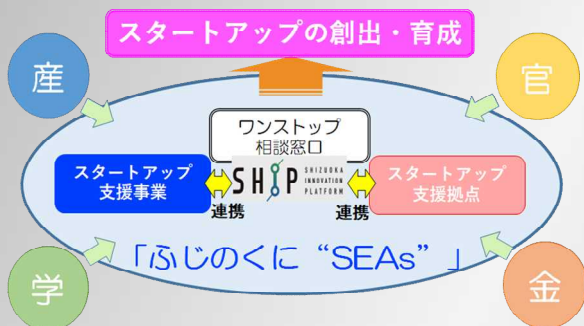 スタートアップの創出・育成
産
官
ワンストップ
相談窓口
スタートアップ
支援事業
SHIP
SHIZUOKA
INNOVATION
PLATFORM
スタートアップ
支援拠点
連携
連携
「ふじのくに“SEAs”」
学
金